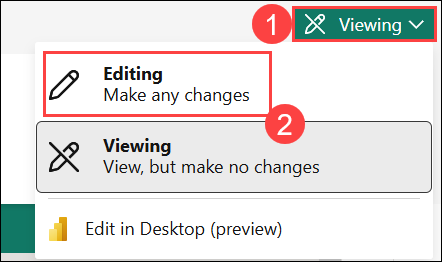 1 Viewing
Editing
Make any changes
2
Viewing
View, but make no changes
Edit in Desktop (preview)